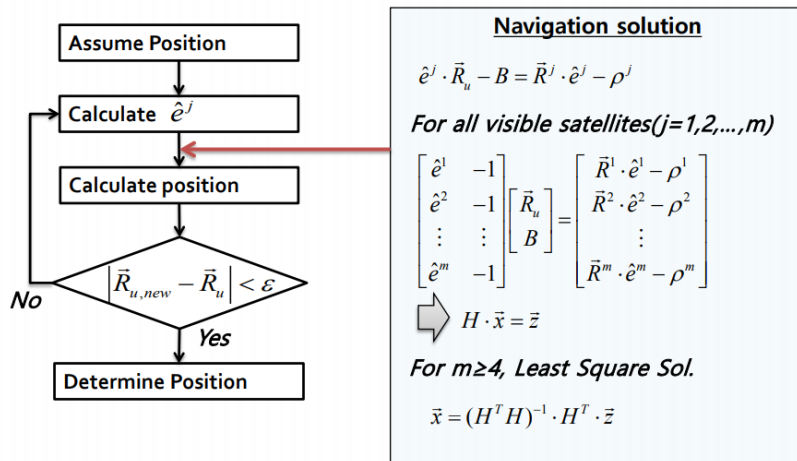 Assume Position
Calculate ê^j
Calculate position
|R⃗_{u,new} − R⃗_u| < ε
No
Yes
Determine Position
Navigation solution
ê^j · R⃗_u − B = R⃗^j · ê^j − ρ^j
For all visible satellites(j=1,2,...,m)
[ê^1 −1; ê^2 −1; ⋮ ⋮; ê^m −1] [R⃗_u; B] = [R⃗^1 · ê^1 − ρ^1; R⃗^2 · ê^2 − ρ^2; ⋮; R⃗^m · ê^m − ρ^m]
H · x⃗ = z⃗
For m≥4, Least Square Sol.
x⃗ = (H^T H)^{−1} · H^T · z⃗